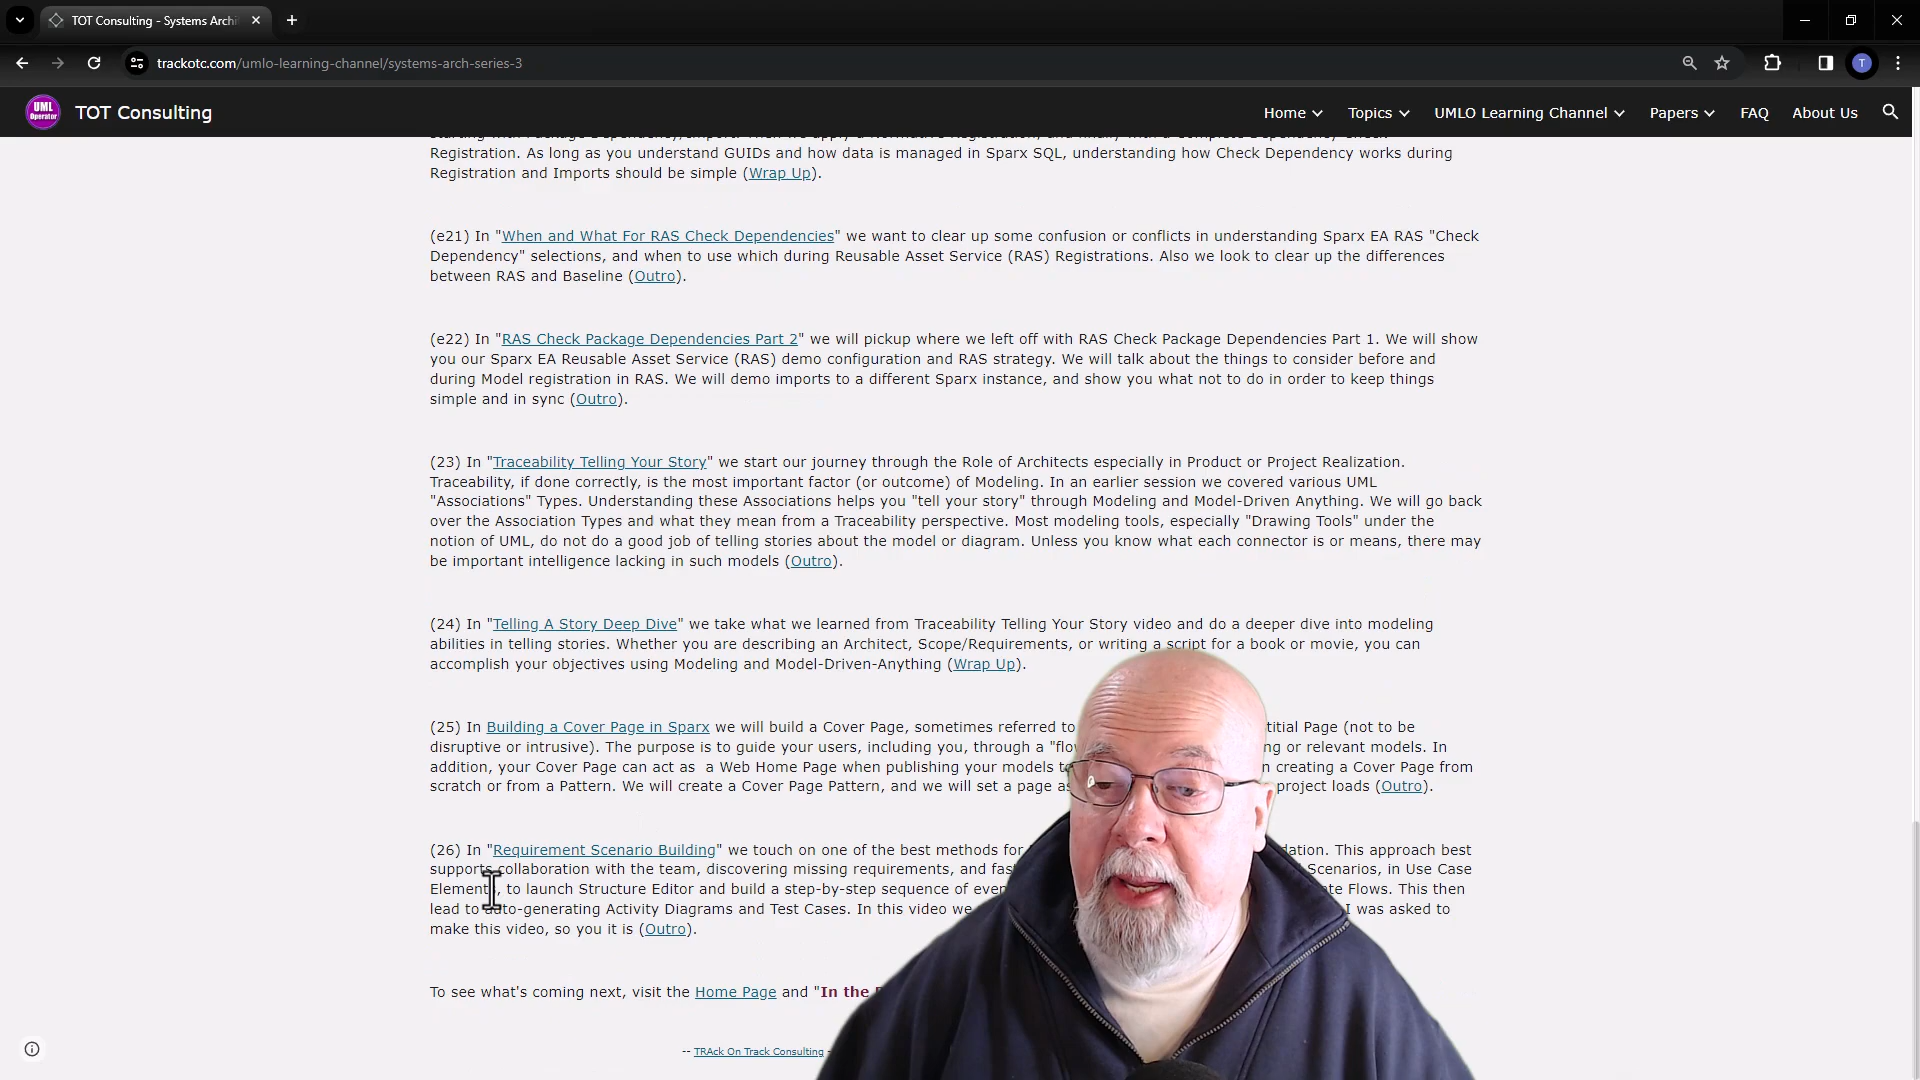 TOT Consulting - Systems Archi
trackotc.com/umlo-learning-channel/systems-arch-series-3
T
UML Operator
TOT Consulting
Home
Topics
UMLO Learning Channel
Papers
FAQ
About Us
Registration. As long as you understand GUIDs and how data is managed in Sparx SQL, understanding how Check Dependency works during
Registration and Imports should be simple (Wrap Up).
(e21) In "When and What For RAS Check Dependencies" we want to clear up some confusion or conflicts in understanding Sparx EA RAS "Check
Dependency" selections, and when to use which during Reusable Asset Service (RAS) Registrations. Also we look to clear up the differences
between RAS and Baseline (Outro).
(e22) In "RAS Check Package Dependencies Part 2" we will pickup where we left off with RAS Check Package Dependencies Part 1. We will show
you our Sparx EA Reusable Asset Service (RAS) demo configuration and RAS strategy. We will talk about the things to consider before and
during Model registration in RAS. We will demo imports to a different Sparx instance, and show you what not to do in order to keep things
simple and in sync (Outro).
(23) In "Traceability Telling Your Story" we start our journey through the Role of Architects especially in Product or Project Realization.
Traceability, if done correctly, is the most important factor (or outcome) of Modeling. In an earlier session we covered various UML
"Associations" Types. Understanding these Associations helps you "tell your story" through Modeling and Model-Driven Anything. We will go back
over the Association Types and what they mean from a Traceability perspective. Most modeling tools, especially "Drawing Tools" under the
notion of UML, do not do a good job of telling stories about the model or diagram. Unless you know what each connector is or means, there may
be important intelligence lacking in such models (Outro).
(24) In "Telling A Story Deep Dive" we take what we learned from Traceability Telling Your Story video and do a deeper dive into modeling
abilities in telling stories. Whether you are describing an Architect, Scope/Requirements, or writing a script for a book or movie, you can
accomplish your objectives using Modeling and Model-Driven-Anything (Wrap Up).
(25) In Building a Cover Page in Sparx we will build a Cover Page, sometimes referred to titial Page (not to be
disruptive or intrusive). The purpose is to guide your users, including you, through a "flow ng or relevant models. In
addition, your Cover Page can act as a Web Home Page when publishing your models to n creating a Cover Page from
scratch or from a Pattern. We will create a Cover Page Pattern, and we will set a page as project loads (Outro).
(26) In "Requirement Scenario Building" we touch on one of the best methods for dation. This approach best
supports collaboration with the team, discovering missing requirements, and fas Scenarios, in Use Case
Elements, to launch Structure Editor and build a step-by-step sequence of even ate Flows. This then
lead to auto-generating Activity Diagrams and Test Cases. In this video we I was asked to
make this video, so you it is (Outro).
To see what's coming next, visit the Home Page and "In the
-- TRAck On Track Consulting -